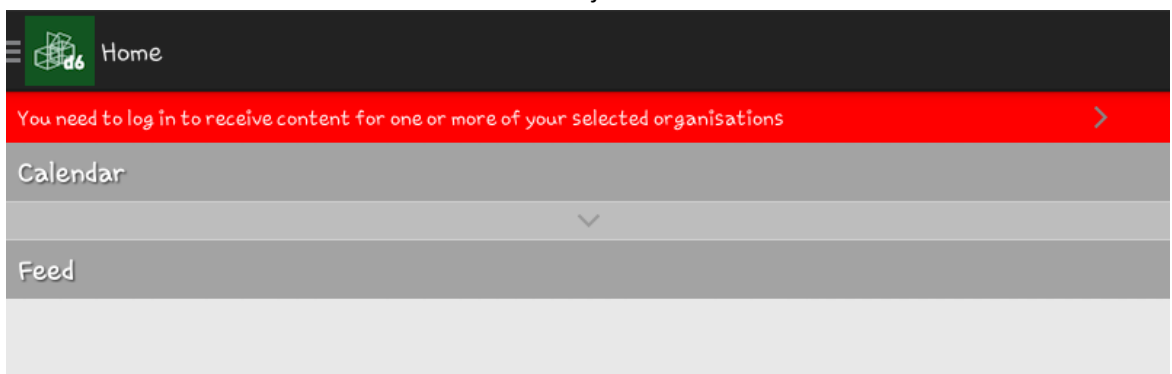 d6 Home
You need to log in to receive content for one or more of your selected organisations
Calendar
Feed